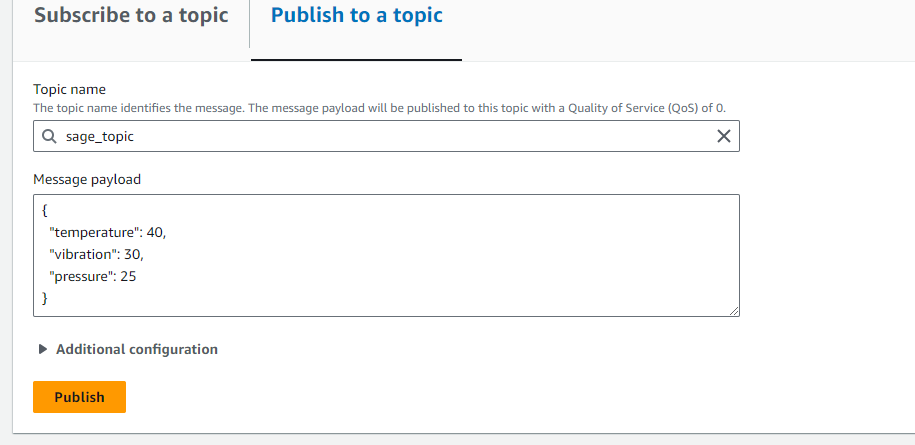 Subscribe to a topic
Publish to a topic
Topic name
The topic name identifies the message. The message payload will be published to this topic with a Quality of Service (QoS) of 0.
sage_topic
Message payload
{
"temperature": 40,
"vibration": 30,
"pressure": 25
}
Additional configuration
Publish